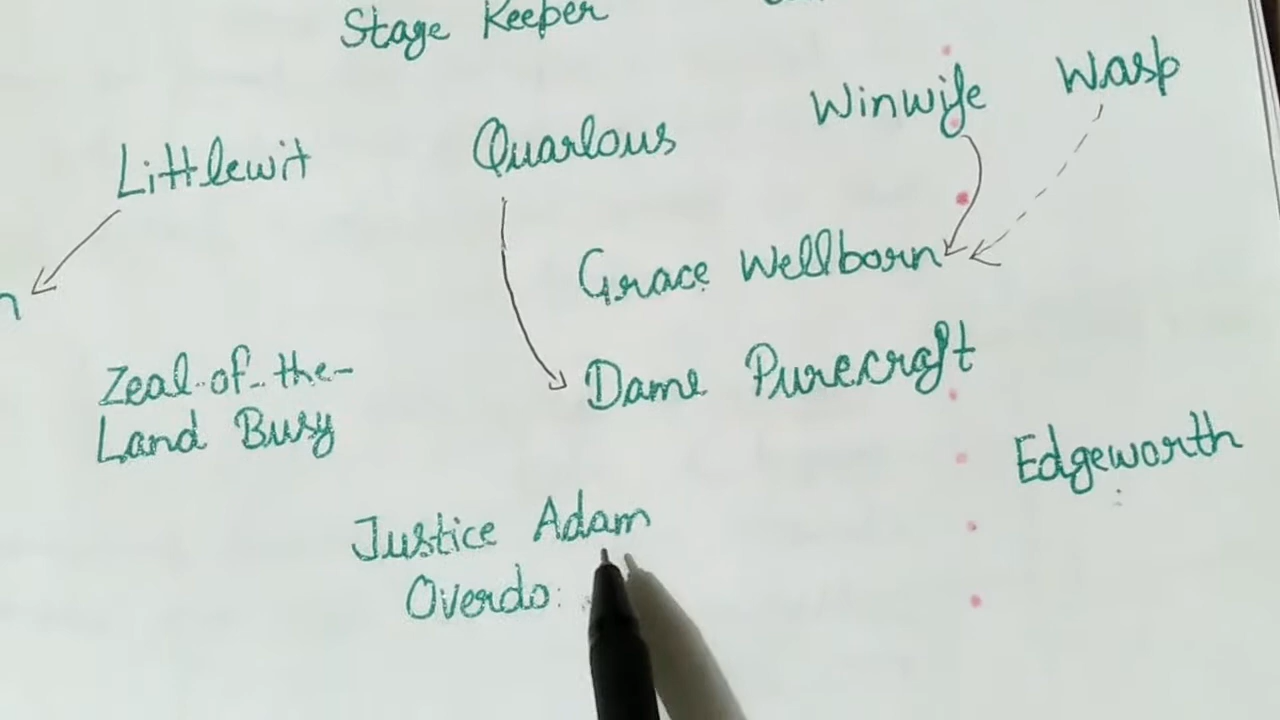 Stage Keeper
Winwife Wasp
Littlewit Quarlous
Grace Wellborn
Zeal-of-the-
Land Busy
Dame Purecraft
Edgeworth
Justice Adam
Overdo: